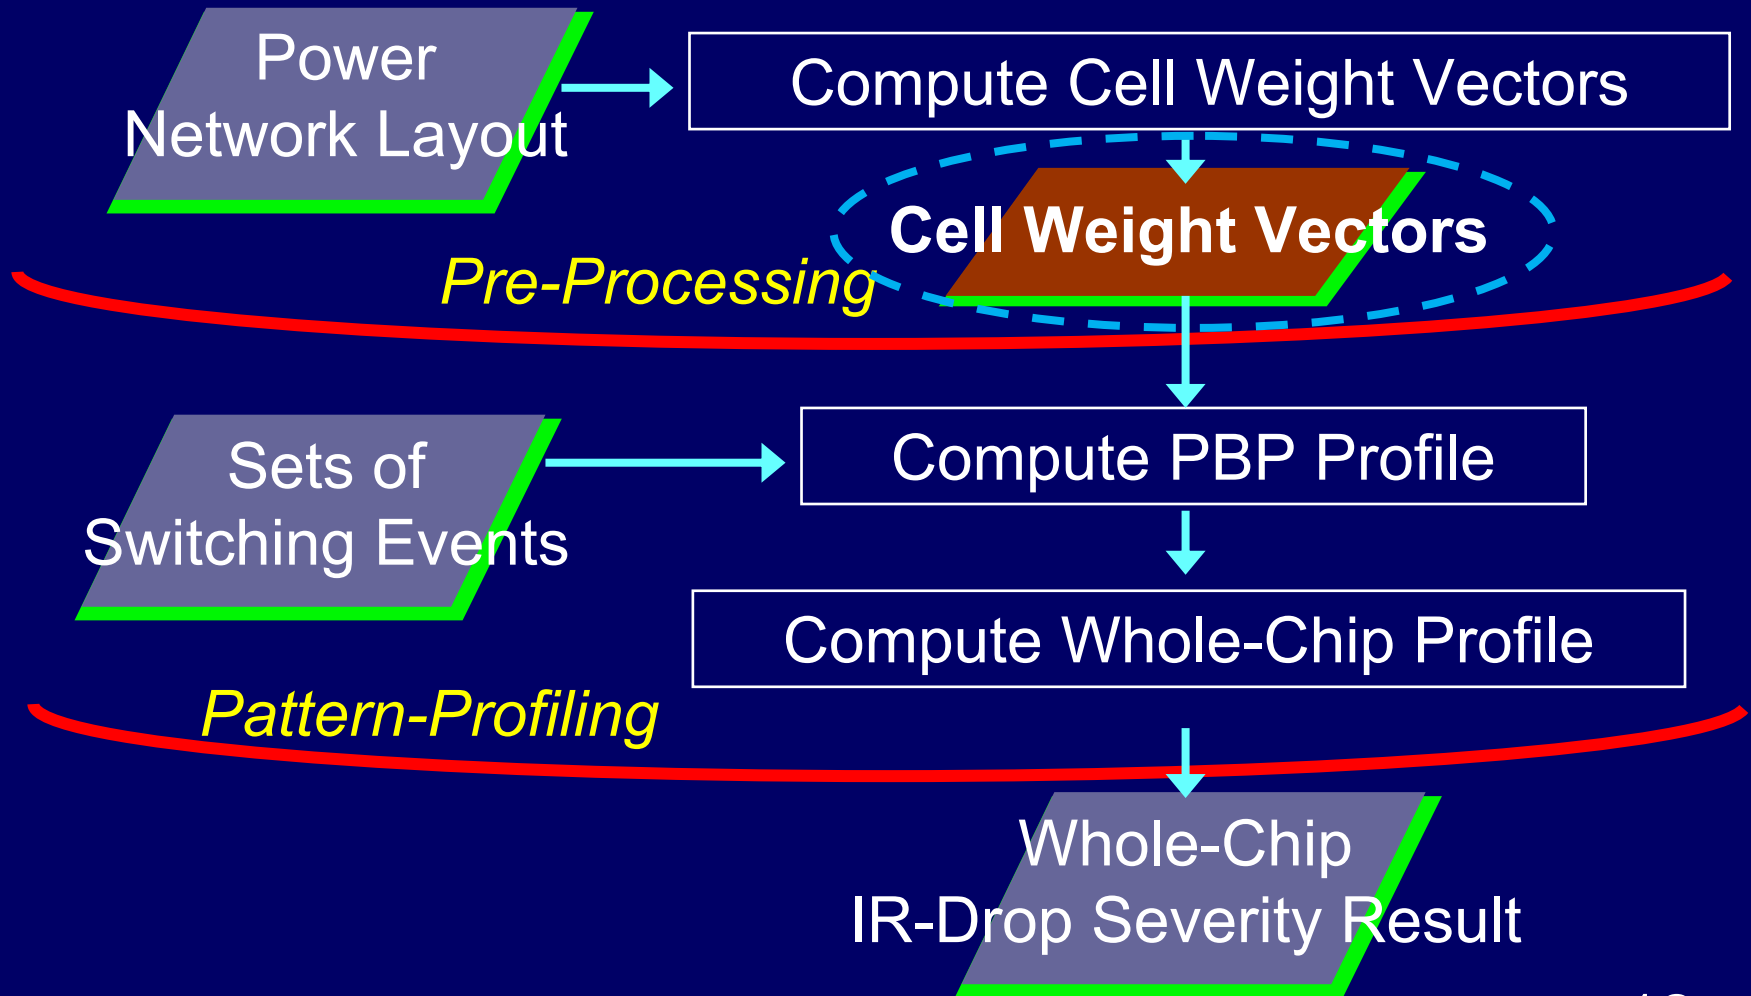 Power
Network Layout
Compute Cell Weight Vectors
Cell Weight Vectors
Pre-Processing
Sets of
Switching Events
Compute PBP Profile
Compute Whole-Chip Profile
Pattern-Profiling
Whole-Chip
IR-Drop Severity Result